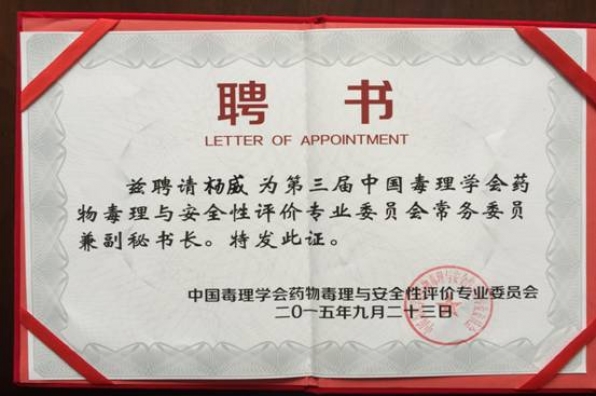 聘 书
LETTER OF APPOINTMENT
兹聘请杨威为第三届中国毒理学会药
物毒理与安全性评价专业委员会常务委员
兼副秘书长。特发此证。
中国毒理学会药物毒理与安全性评价专业委员会
二〇一五年九月二十三日